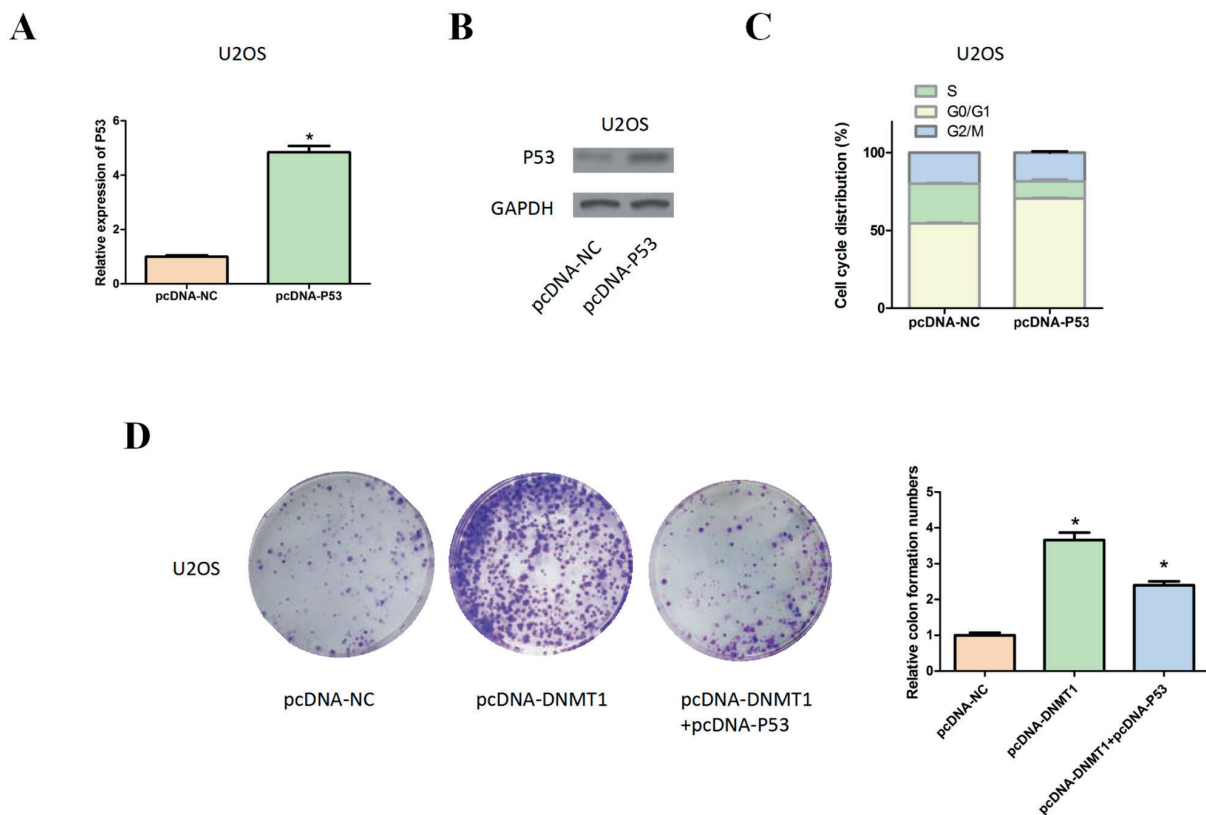 A
U2OS
Relative expression of P53
6
4
2
0
*
pcDNA-NC
pcDNA-P53
B
U2OS
P53
GAPDH
pcDNA-NC
pcDNA-P53
C
U2OS
S
G0/G1
G2/M
Cell cycle distribution (%)
100
50
0
pcDNA-NC
pcDNA-P53
D
U2OS
pcDNA-NC
pcDNA-DNMT1
pcDNA-DNMT1
+pcDNA-P53
Relative colon formation numbers
5
4
3
2
1
0
*
*
pcDNA-NC
pcDNA-DNMT1
pcDNA-DNMT1+pcDNA-P53